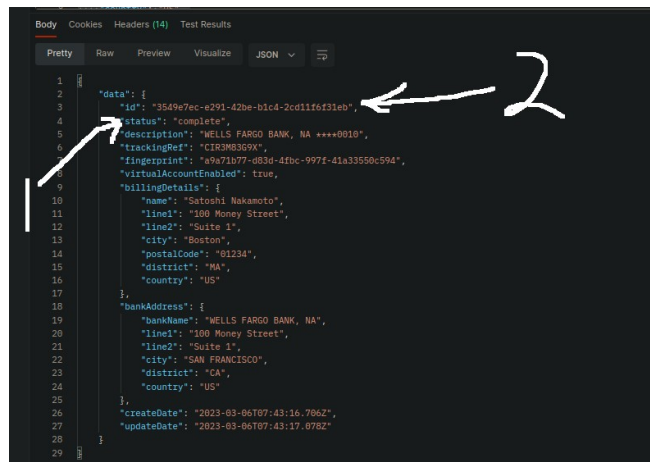 Body Cookies Headers (14) Test Results
Pretty Raw Preview Visualize JSON
1 {
2 "data": {
3 "id": "3549e7ec-e291-42be-b1c4-2cd11f6f31eb",
4 "status": "complete",
5 "description": "WELLS FARGO BANK, NA ****0010",
6 "trackingRef": "CIR3M83G9X",
7 "fingerprint": "a9a71b77-d83d-4fbc-997f-41a33550c594",
8 "virtualAccountEnabled": true,
9 "billingDetails": {
10 "name": "Satoshi Nakamoto",
11 "line1": "100 Money Street",
12 "line2": "Suite 1",
13 "city": "Boston",
14 "postalCode": "01234",
15 "district": "MA",
16 "country": "US"
17 },
18 "bankAddress": {
19 "bankName": "WELLS FARGO BANK, NA",
20 "line1": "100 Money Street",
21 "line2": "Suite 1",
22 "city": "SAN FRANCISCO",
23 "district": "CA",
24 "country": "US"
25 },
26 "createDate": "2023-03-06T07:43:16.706Z",
27 "updateDate": "2023-03-06T07:43:17.078Z"
28 }
29 }
1
2